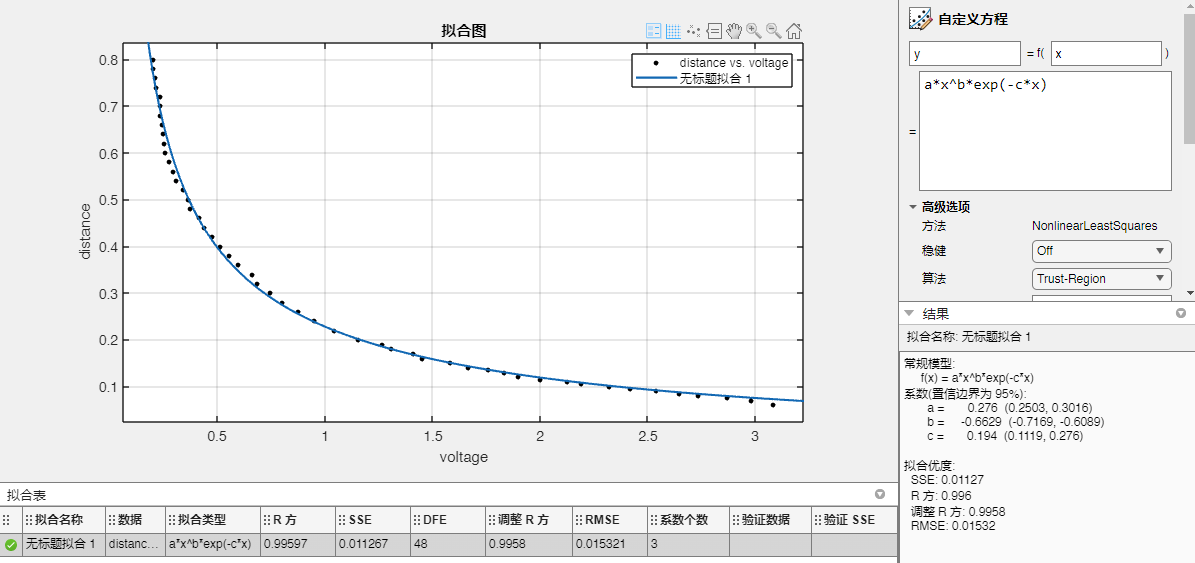 拟合图
distance vs. voltage
无标题拟合 1
0.8
0.7
0.6
0.5
0.4
0.3
0.2
0.1
distance
0.5
1
1.5
2
2.5
3
voltage
自定义方程
y = f( x )
= a*x^b*exp(-c*x)
高级选项
方法 NonlinearLeastSquares
稳健 Off
算法 Trust-Region
结果
拟合名称: 无标题拟合 1
常规模型:
f(x) = a*x^b*exp(-c*x)
系数(置信边界为 95%):
a = 0.276 (0.2503, 0.3016)
b = -0.6629 (-0.7169, -0.6089)
c = 0.194 (0.1119, 0.276)
拟合优度:
SSE: 0.01127
R 方: 0.996
调整 R 方: 0.9958
RMSE: 0.01532
拟合表
拟合名称 数据 拟合类型 R 方 SSE DFE 调整 R 方 RMSE 系数个数 验证数据 验证 SSE
无标题拟合 1 distanc... a*x^b*exp(-c*x) 0.99597 0.011267 48 0.9958 0.015321 3